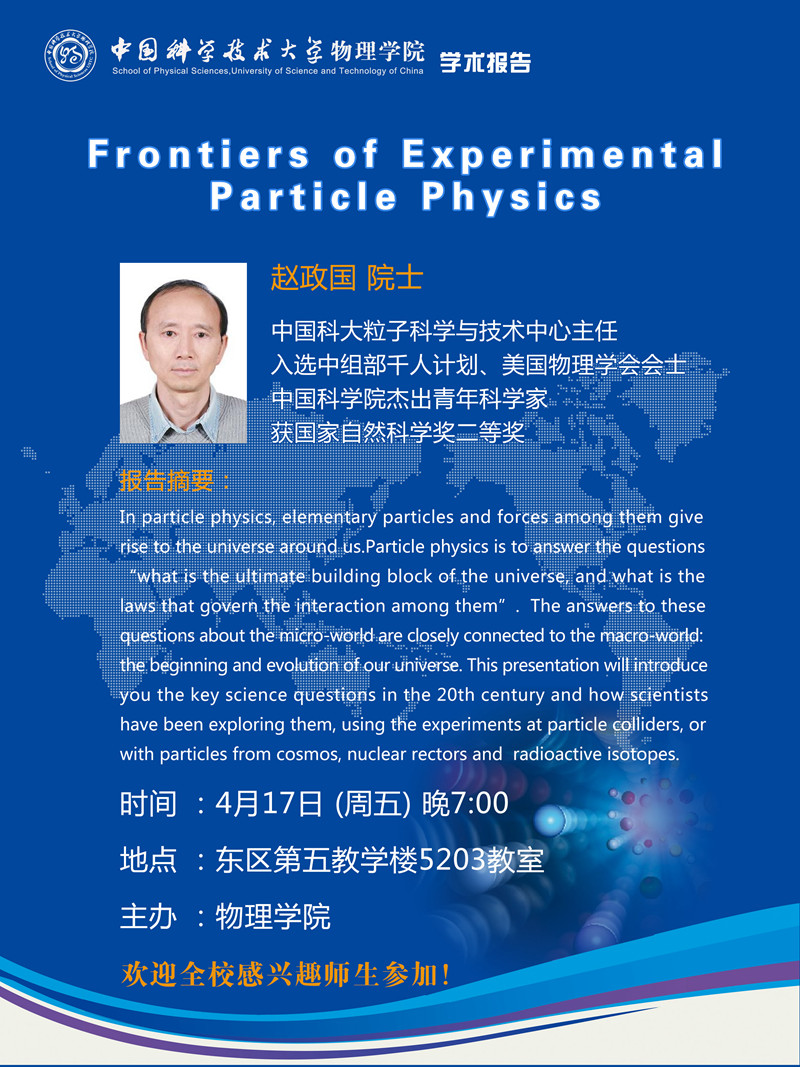 中国科学技术大学物理学院 学术报告
School of Physical Sciences,University of Science and Technology of China
Frontiers of Experimental
Particle Physics
赵政国 院士
中国科大粒子科学与技术中心主任
入选中组部千人计划、美国物理学会会士
中国科学院杰出青年科学家
获国家自然科学奖二等奖
报告摘要：
In particle physics, elementary particles and forces among them give
rise to the universe around us.Particle physics is to answer the questions
“what is the ultimate building block of the universe, and what is the
laws that govern the interaction among them”. The answers to these
questions about the micro-world are closely connected to the macro-world:
the beginning and evolution of our universe. This presentation will introduce
you the key science questions in the 20th century and how scientists
have been exploring them, using the experiments at particle colliders, or
with particles from cosmos, nuclear rectors and radioactive isotopes.
时间 ：4月17日 (周五) 晚7:00
地点 ：东区第五教学楼5203教室
主办 ：物理学院
欢迎全校感兴趣师生参加!